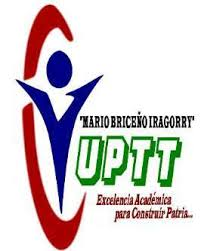 "MARIO BRICEÑO IRAGORRY"
UPTT
Excelencia Académica
para Construir Patria...